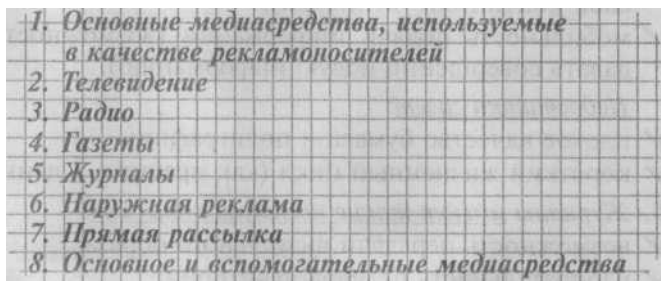 1. Основные медиасредства, используемые
в качестве рекламоносителей
2. Телевидение
3. Радио
4. Газеты
5. Журналы
6. Наружная реклама
7. Прямая рассылка
8. Основное и вспомогательные медиасредства